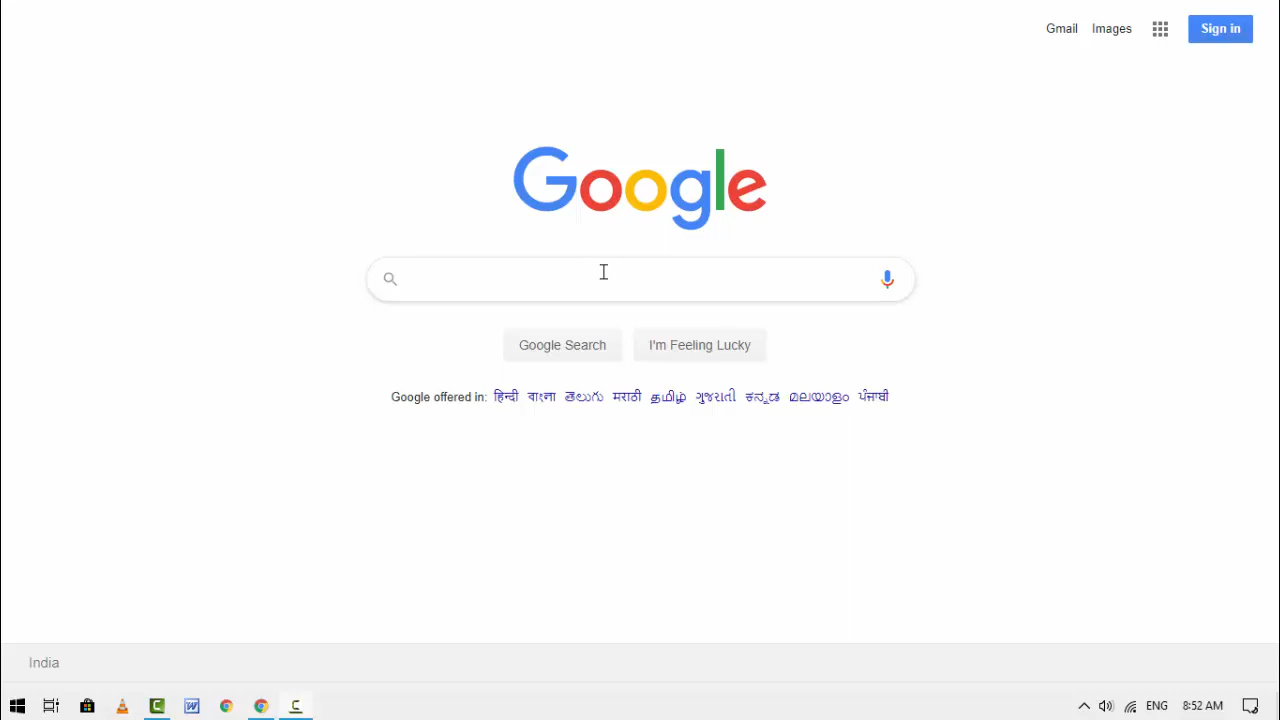 Gmail Images Sign in
Google
Google Search I'm Feeling Lucky
Google offered in: हिन्दी বাংলা తెలుగు मराठी தமிழ் ગુજરાતી ಕನ್ನಡ മലയാളം ਪੰਜਾਬੀ
India
ENG 8:52 AM